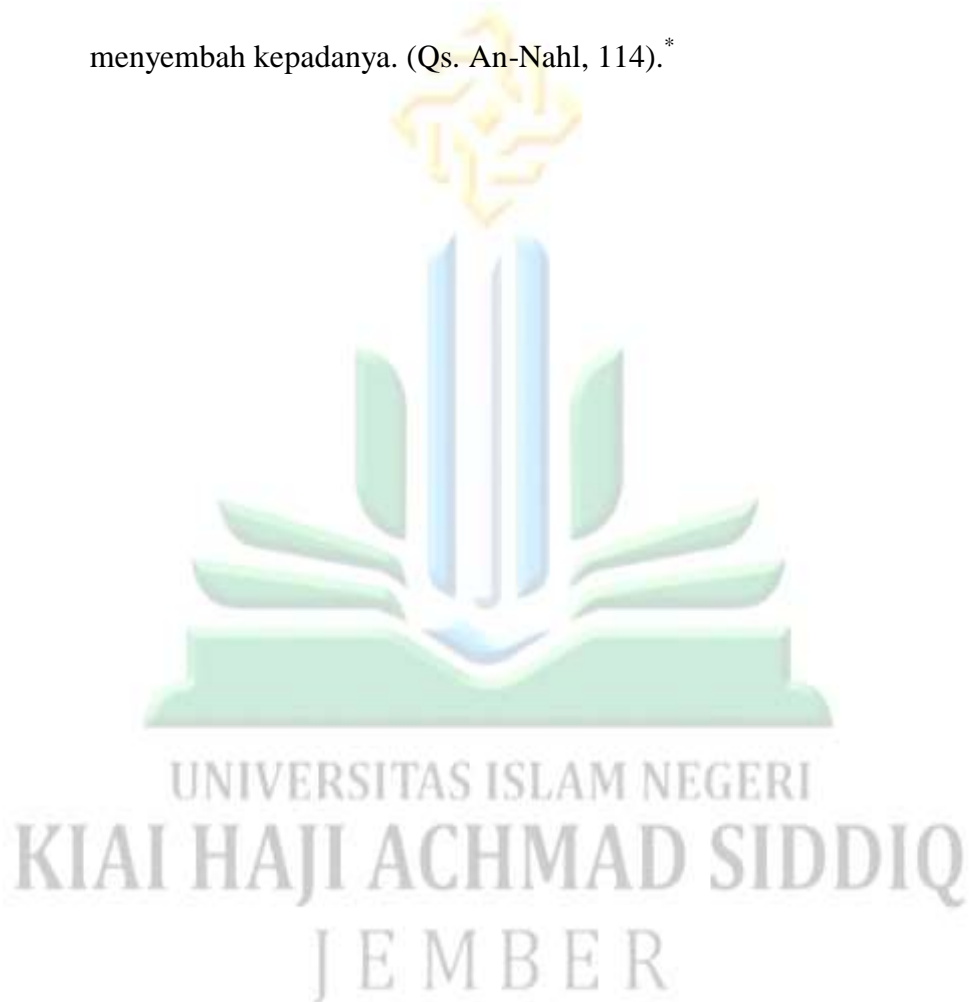 menyembah kepadanya. (Qs. An-Nahl, 114).*
UNIVERSITAS ISLAM NEGERI
KIAI HAJI ACHMAD SIDDIQ
JEMBER